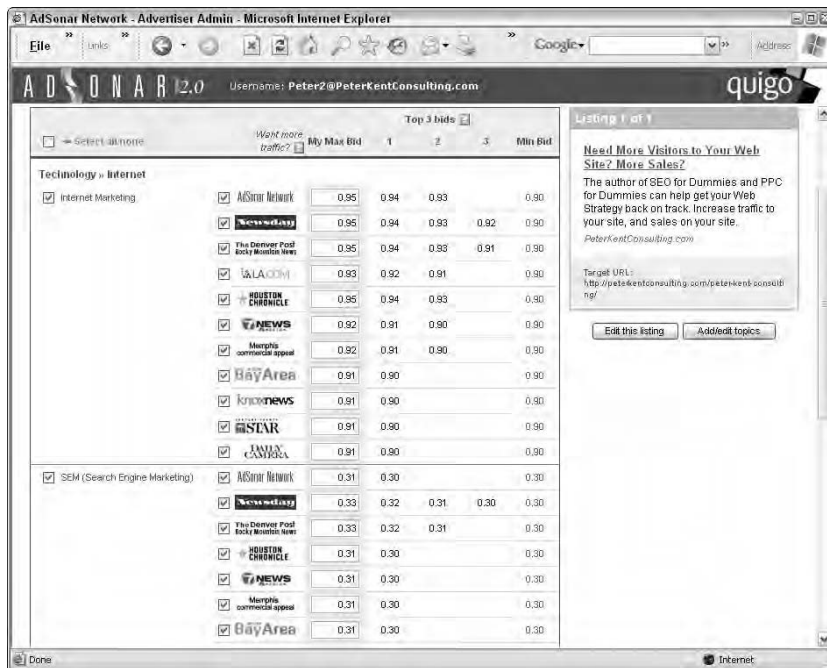 AdSonar Network - Advertiser Admin - Microsoft Internet Explorer
File » Links » » Google » Address
ADSONAR 2.0 Username: Peter2@PeterKentConsulting.com quigo
Top 3 bids
Select all/none Want more traffic? My Max Bid 1 2 3 Min Bid
Technology » Internet
Internet Marketing AdSonar Network 0.95 0.94 0.93 0.90
Newsday 0.95 0.94 0.93 0.92 0.90
The Denver Post Rocky Mountain News 0.95 0.94 0.93 0.91 0.90
LA.COM 0.93 0.92 0.91 0.90
HOUSTON CHRONICLE 0.95 0.94 0.93 0.90
7NEWS 0.92 0.91 0.90 0.90
Memphis commercial appeal 0.92 0.91 0.90 0.90
BayArea 0.91 0.90 0.90
knoxnews 0.91 0.90 0.90
STAR 0.91 0.90 0.90
DAILY CAMERA 0.91 0.90 0.90
SEM (Search Engine Marketing) AdSonar Network 0.31 0.30 0.30
Newsday 0.33 0.32 0.31 0.30 0.30
The Denver Post Rocky Mountain News 0.33 0.32 0.31 0.30
HOUSTON CHRONICLE 0.31 0.30 0.30
7NEWS 0.31 0.30 0.30
Memphis commercial appeal 0.31 0.30 0.30
BayArea 0.31 0.30 0.30
Listing 1 of 1
Need More Visitors to Your Web
Site? More Sales?
The author of SEO for Dummies and PPC
for Dummies can help get your Web
Strategy back on track. Increase traffic to
your site, and sales on your site.
PeterKentConsulting.com
Target URL:
http://peterkentconsulting.com/peter-kent-consulti
ng/
Edit this listing Add/edit topics
Done Internet